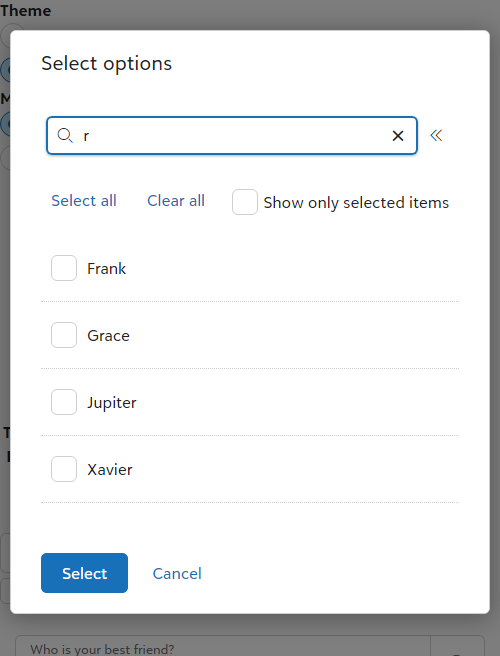 Theme
M
Select options
r
Select all Clear all Show only selected items
Frank
Grace
Jupiter
Xavier
T
Select Cancel
Who is your best friend?